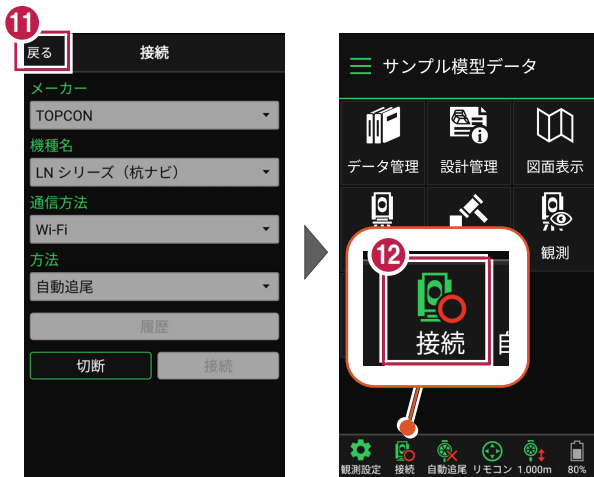 11
戻る
接続
メーカー
TOPCON
機種名
LN シリーズ（杭ナビ）
通信方法
Wi-Fi
方法
自動追尾
履歴
切断
接続
サンプル模型データ
データ管理
設計管理
図面表示
観測
12
接続
観測設定
接続
自動追尾
リモコン
1.000m
80%